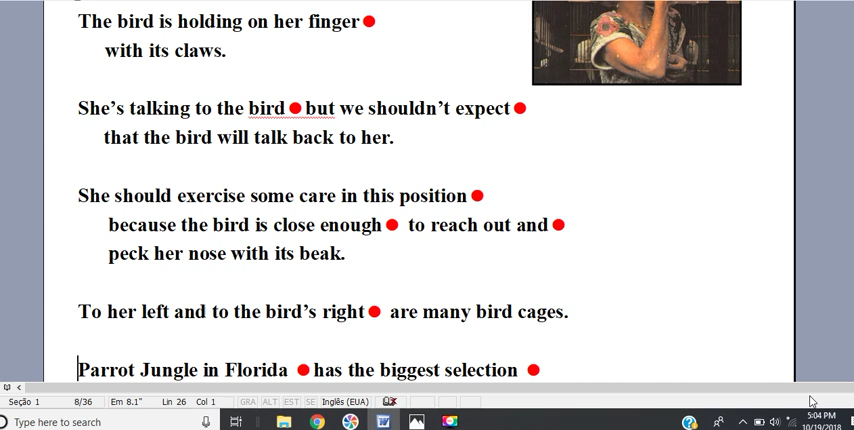 The bird is holding on her finger
with its claws.
She's talking to the bird but we shouldn't expect
that the bird will talk back to her.
She should exercise some care in this position
because the bird is close enough to reach out and
peck her nose with its beak.
To her left and to the bird's right are many bird cages.
Parrot Jungle in Florida has the biggest selection
Seção 1 8/36 Em 8.1" Lin 26 Col 1 GRA ALT EST SE Inglês (EUA)
Type here to search
5:04 PM
10/19/2018